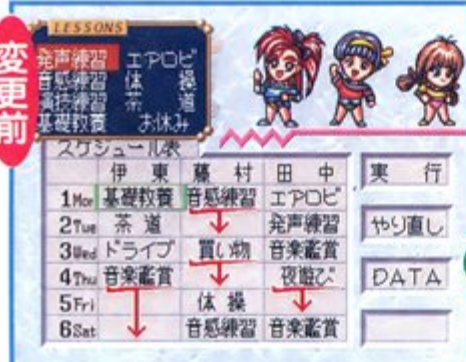 変更前
LESSONS
発声練習 エアロビ
音感練習 体操
演技練習 茶道
基礎教養 お休み
スケジュール表
伊東 藤村 田中
1Mon 基礎教養 音感練習 エアロビ
2Tue 茶道 発声練習
3Wed ドライブ 買い物 音楽鑑賞
4Thu 音楽鑑賞 夜遊び
5Fri 体操
6Sat 音感練習 音楽鑑賞
実行
やり直し
DATA